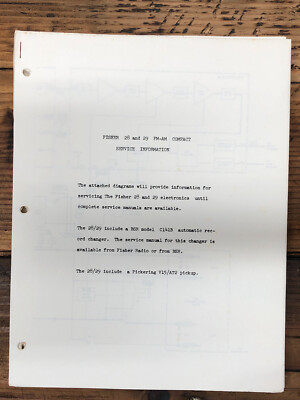 FISHER 28 and 29 FM-AM COMPACT
SERVICE INFORMATION
The attached diagrams will provide information for
servicing The Fisher 28 and 29 electronics until
complete service manuals are available.
The 28/29 include a BSR model C141R automatic rec-
ord changer. The service manual for this changer is
available from Fisher Radio or from BSR.
The 28/29 include a Pickering V15/AT2 pickup.